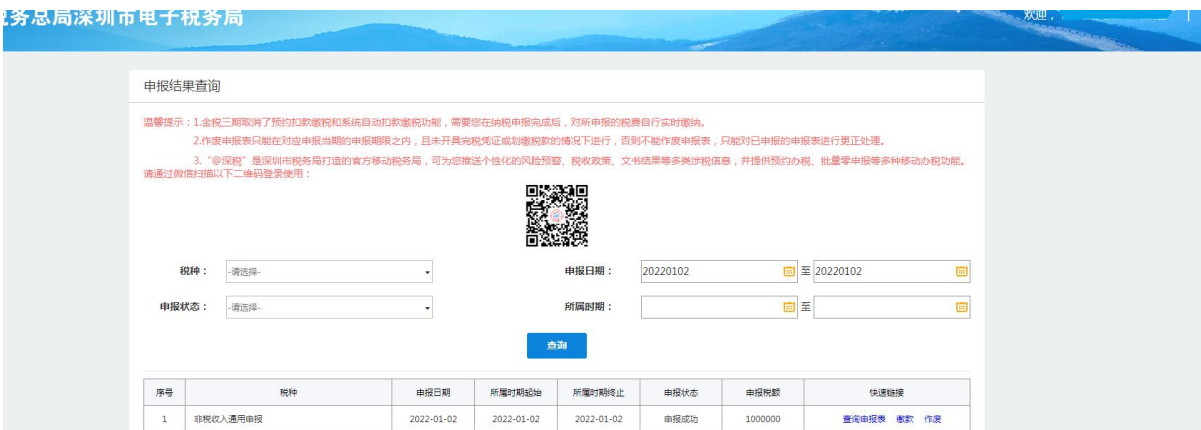 务总局深圳市电子税务局
欢迎，
申报结果查询
温馨提示：1.金税三期取消了预约扣款缴税和系统自动扣款缴税功能，需要您在纳税申报完成后，对所申报的税费自行实时缴纳。
2.作废申报表只能在对应申报当期的申报期限之内，且未开具完税凭证或划缴税款的情况下进行，否则不能作废申报表，只能对已申报的申报表进行更正处理。
3.“@深税”是深圳市税务局打造的官方移动税务局，可为您推送个性化的风险预警、税收政策、文书结果等多类涉税信息，并提供预约办税、批量零申报等多种移动办税功能。
请通过微信扫描以下二维码登录使用：
税种： -请选择- 申报日期： 20220102 至 20220102
申报状态： -请选择- 所属时期： 至
查询
序号 税种 申报日期 所属时期起始 所属时期终止 申报状态 申报税额 快速链接
1 非税收入通用申报 2022-01-02 2022-01-02 2022-01-02 申报成功 1000000 查询申报表 缴款 作废